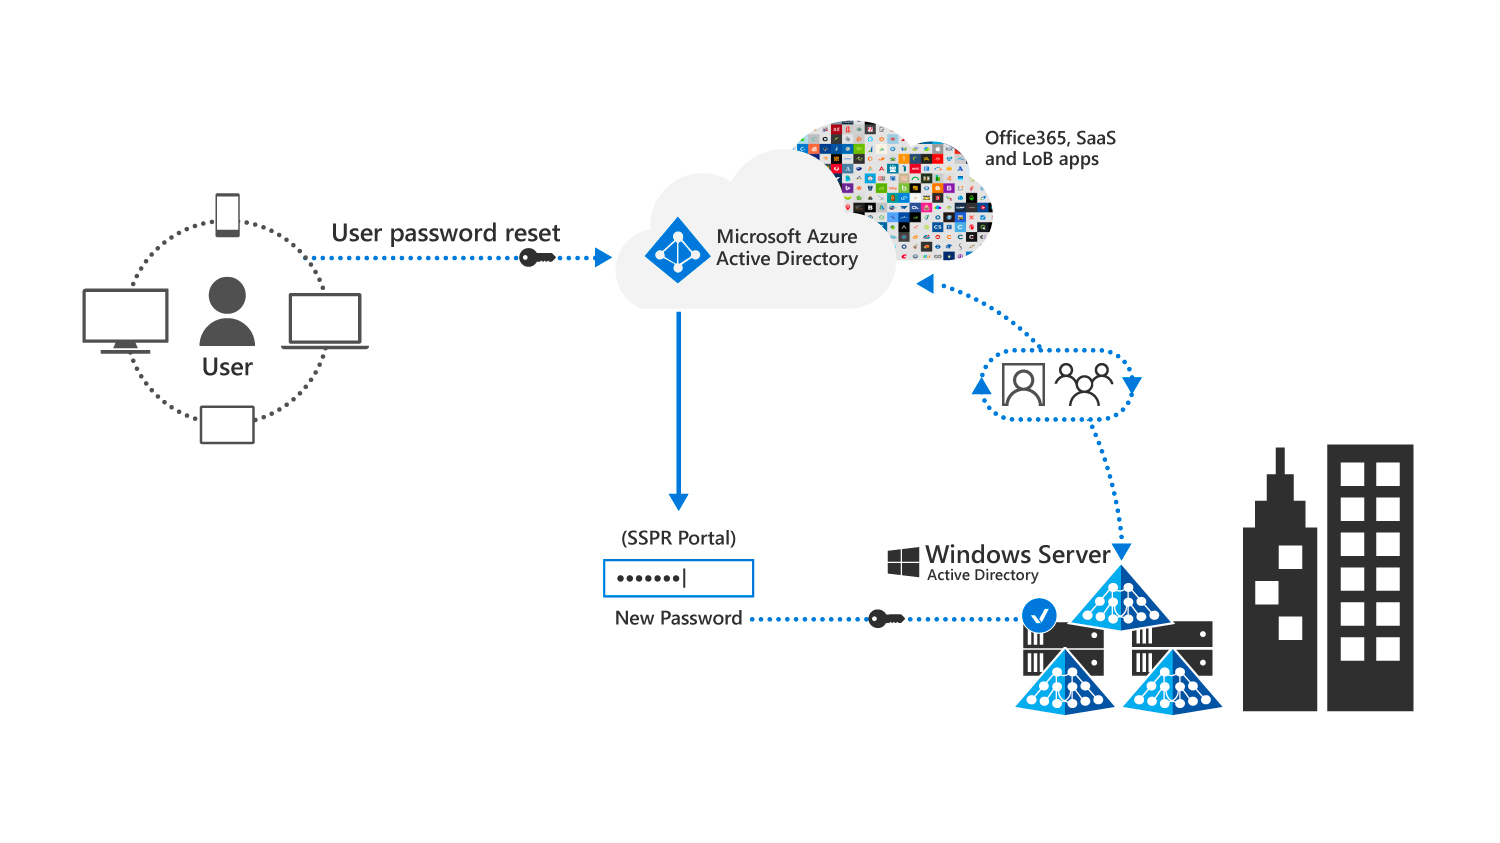 Office365, SaaS
and LoB apps
User password reset
Microsoft Azure
Active Directory
User
(SSPR Portal)
New Password
Windows Server
Active Directory